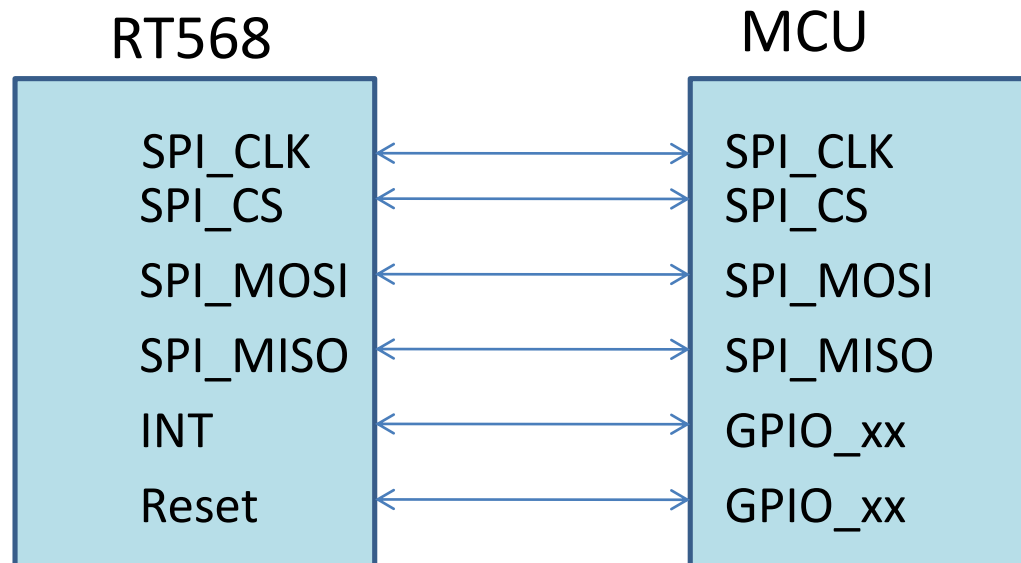 RT568 MCU
SPI_CLK SPI_CLK
SPI_CS SPI_CS
SPI_MOSI SPI_MOSI
SPI_MISO SPI_MISO
INT GPIO_xx
Reset GPIO_xx